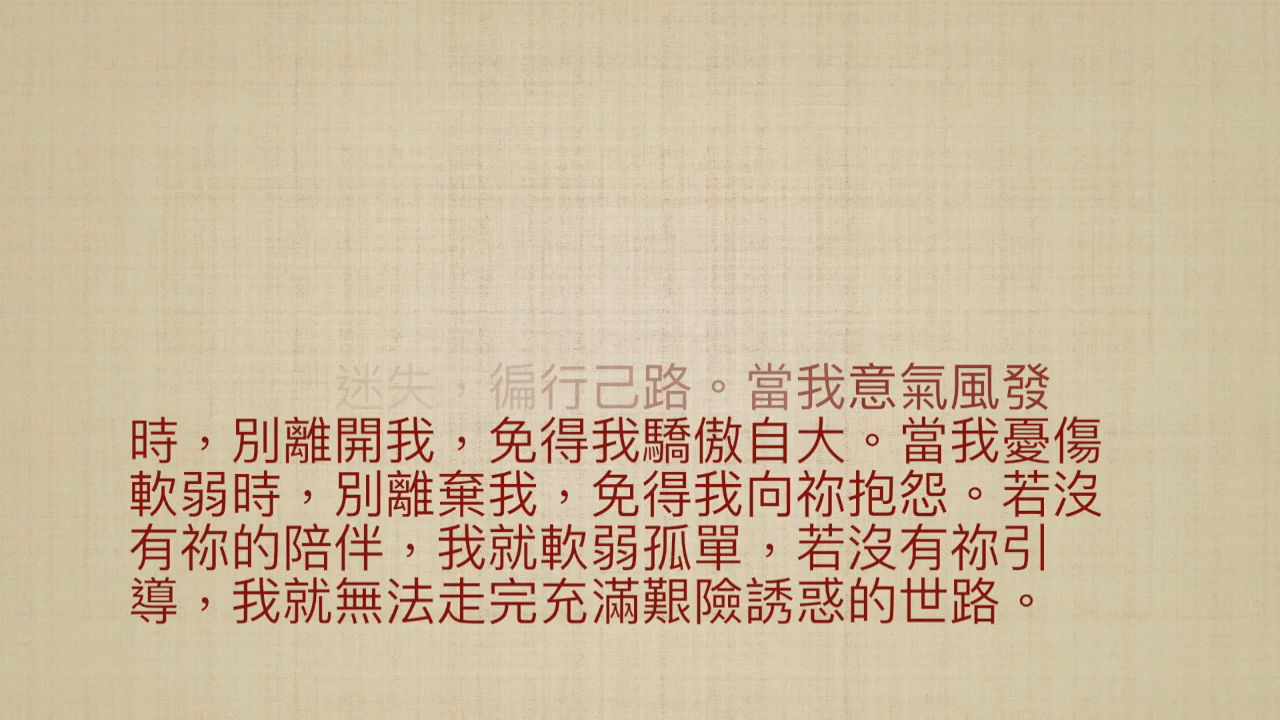 迷失，徧行己路。當我意氣風發
時，別離開我，免得我驕傲自大。當我憂傷
軟弱時，別離棄我，免得我向祢抱怨。若沒
有祢的陪伴，我就軟弱孤單，若沒有祢引
導，我就無法走完充滿艱險誘惑的世路。